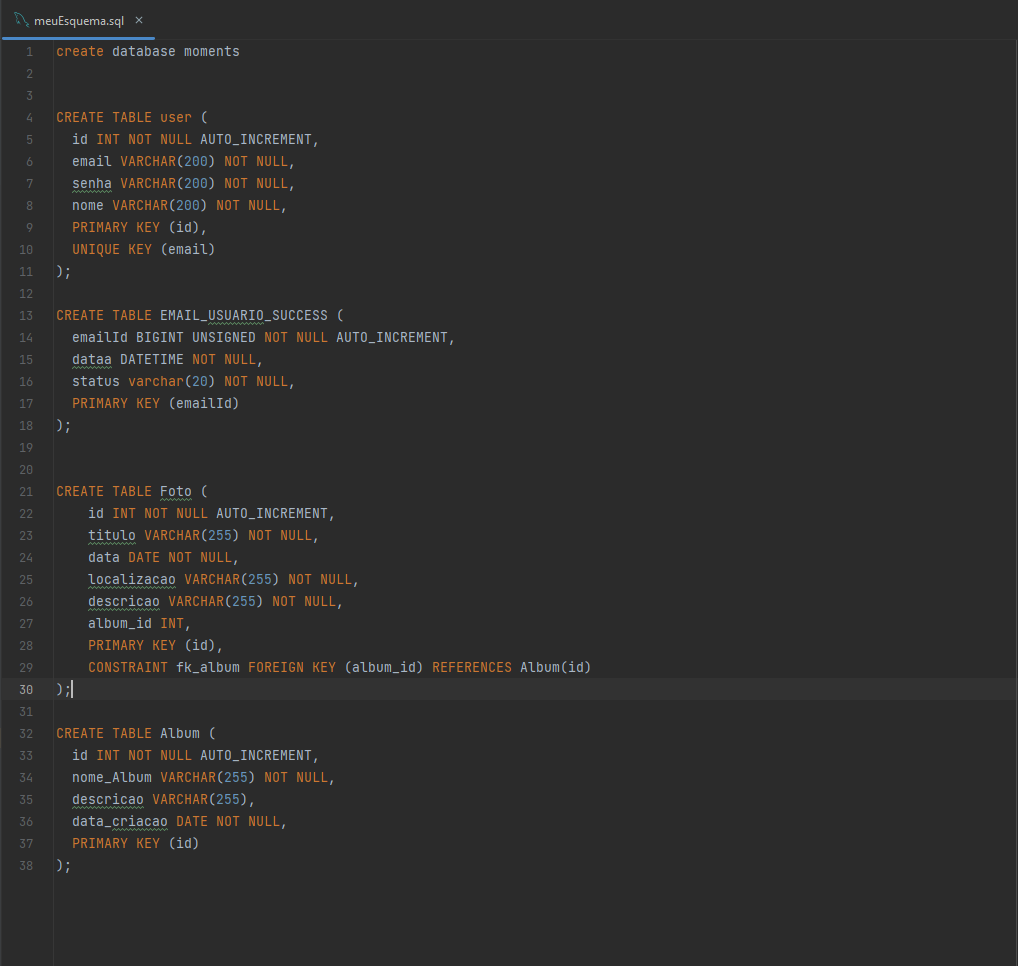 meuEsquema.sql ×
1 create database moments
2
3
4 CREATE TABLE user (
5   id INT NOT NULL AUTO_INCREMENT,
6   email VARCHAR(200) NOT NULL,
7   senha VARCHAR(200) NOT NULL,
8   nome VARCHAR(200) NOT NULL,
9   PRIMARY KEY (id),
10   UNIQUE KEY (email)
11 );
12
13 CREATE TABLE EMAIL_USUARIO_SUCCESS (
14   emailId BIGINT UNSIGNED NOT NULL AUTO_INCREMENT,
15   dataa DATETIME NOT NULL,
16   status varchar(20) NOT NULL,
17   PRIMARY KEY (emailId)
18 );
19
20
21 CREATE TABLE Foto (
22     id INT NOT NULL AUTO_INCREMENT,
23     titulo VARCHAR(255) NOT NULL,
24     data DATE NOT NULL,
25     localizacao VARCHAR(255) NOT NULL,
26     descricao VARCHAR(255) NOT NULL,
27     album_id INT,
28     PRIMARY KEY (id),
29     CONSTRAINT fk_album FOREIGN KEY (album_id) REFERENCES Album(id)
30 );
31
32 CREATE TABLE Album (
33   id INT NOT NULL AUTO_INCREMENT,
34   nome_Album VARCHAR(255) NOT NULL,
35   descricao VARCHAR(255),
36   data_criacao DATE NOT NULL,
37   PRIMARY KEY (id)
38 );